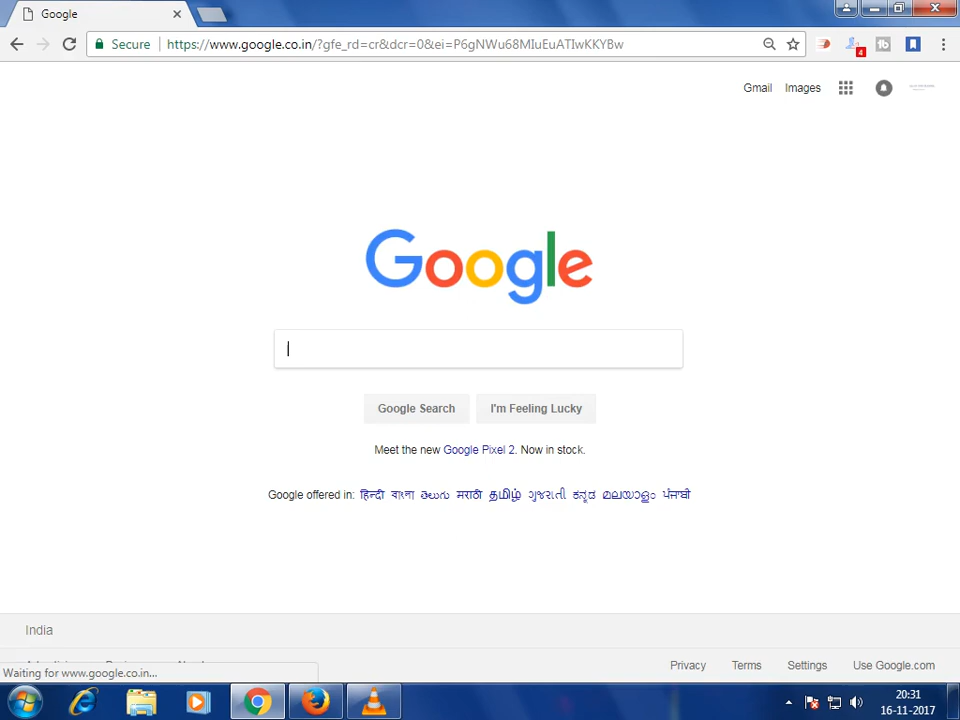 Google
Secure
https://www.google.co.in/?gfe_rd=cr&dcr=0&ei=P6gNWu68MIuEuATIwKKYBw
4
Gmail Images
Google
Google Search I'm Feeling Lucky
Meet the new Google Pixel 2. Now in stock.
Google offered in: हिन्दी বাংলা తెలుగు मराठी தமிழ் ગુજરાતી ಕನ್ನಡ മലയാളം ਪੰਜਾਬੀ
India
Privacy Terms Settings Use Google.com
Waiting for www.google.co.in...
20:31
16-11-2017